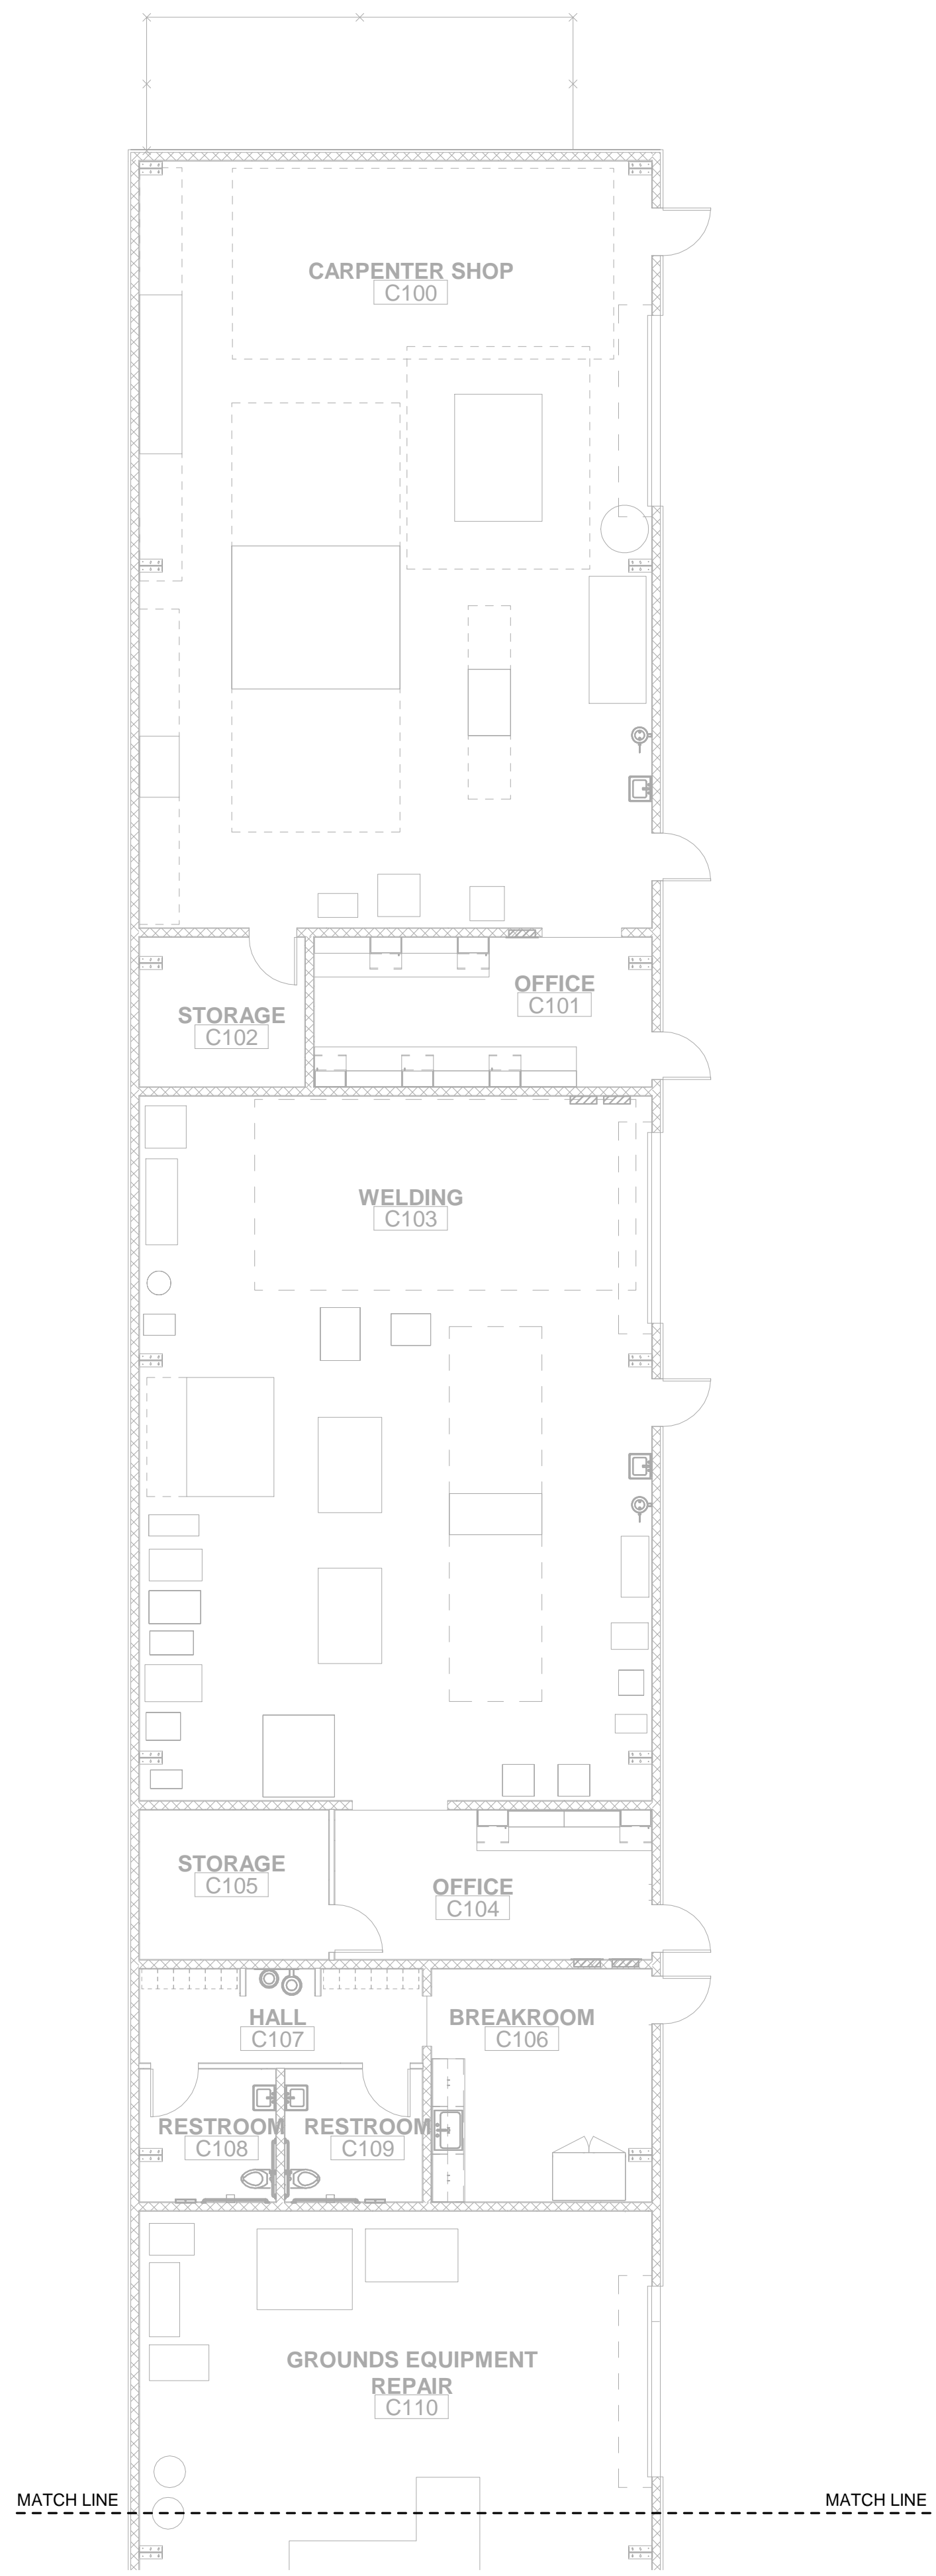 CARPENTER SHOP
C100
OFFICE
C101
STORAGE
C102
WELDING
C103
STORAGE
C105
OFFICE
C104
HALL
C107
BREAKROOM
C106
RESTROOM
C108
RESTROOM
C109
GROUNDS EQUIPMENT
REPAIR
C110
MATCH LINE
MATCH LINE